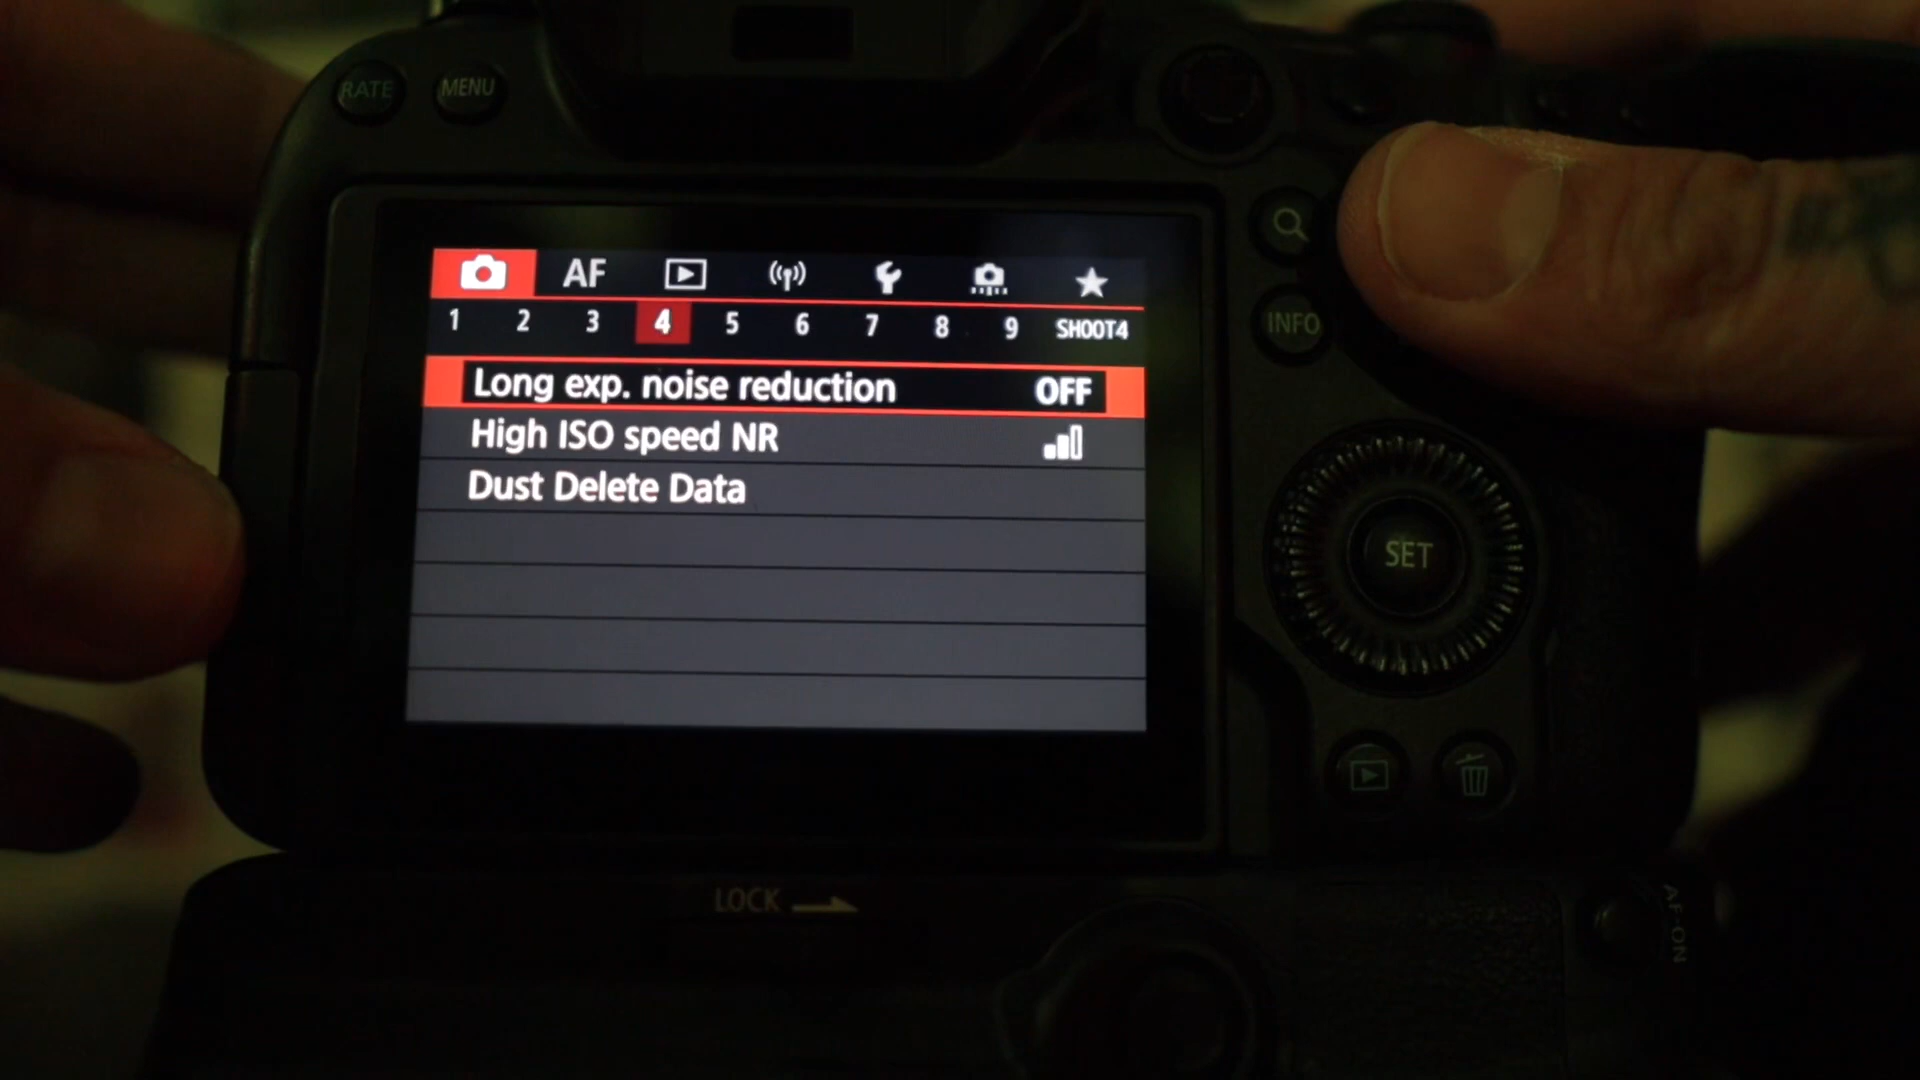 RATE MENU
AF
1 2 3 4 5 6 7 8 9 SHOOT4
Long exp. noise reduction OFF
High ISO speed NR
Dust Delete Data
INFO
SET
LOCK
AF-ON